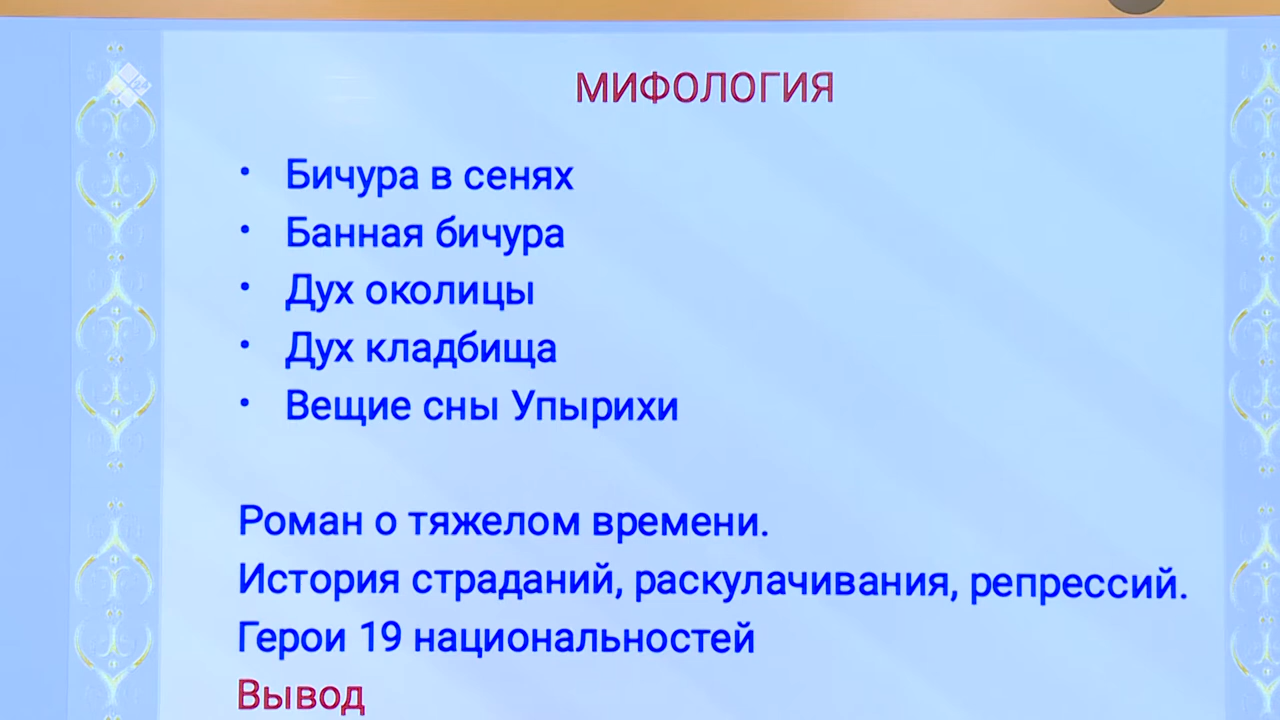 МИФОЛОГИЯ
• Бичура в сенях
• Банная бичура
• Дух околицы
• Дух кладбища
• Вещие сны Упырихи
Роман о тяжелом времени.
История страданий, раскулачивания, репрессий.
Герои 19 национальностей
Вывод
24